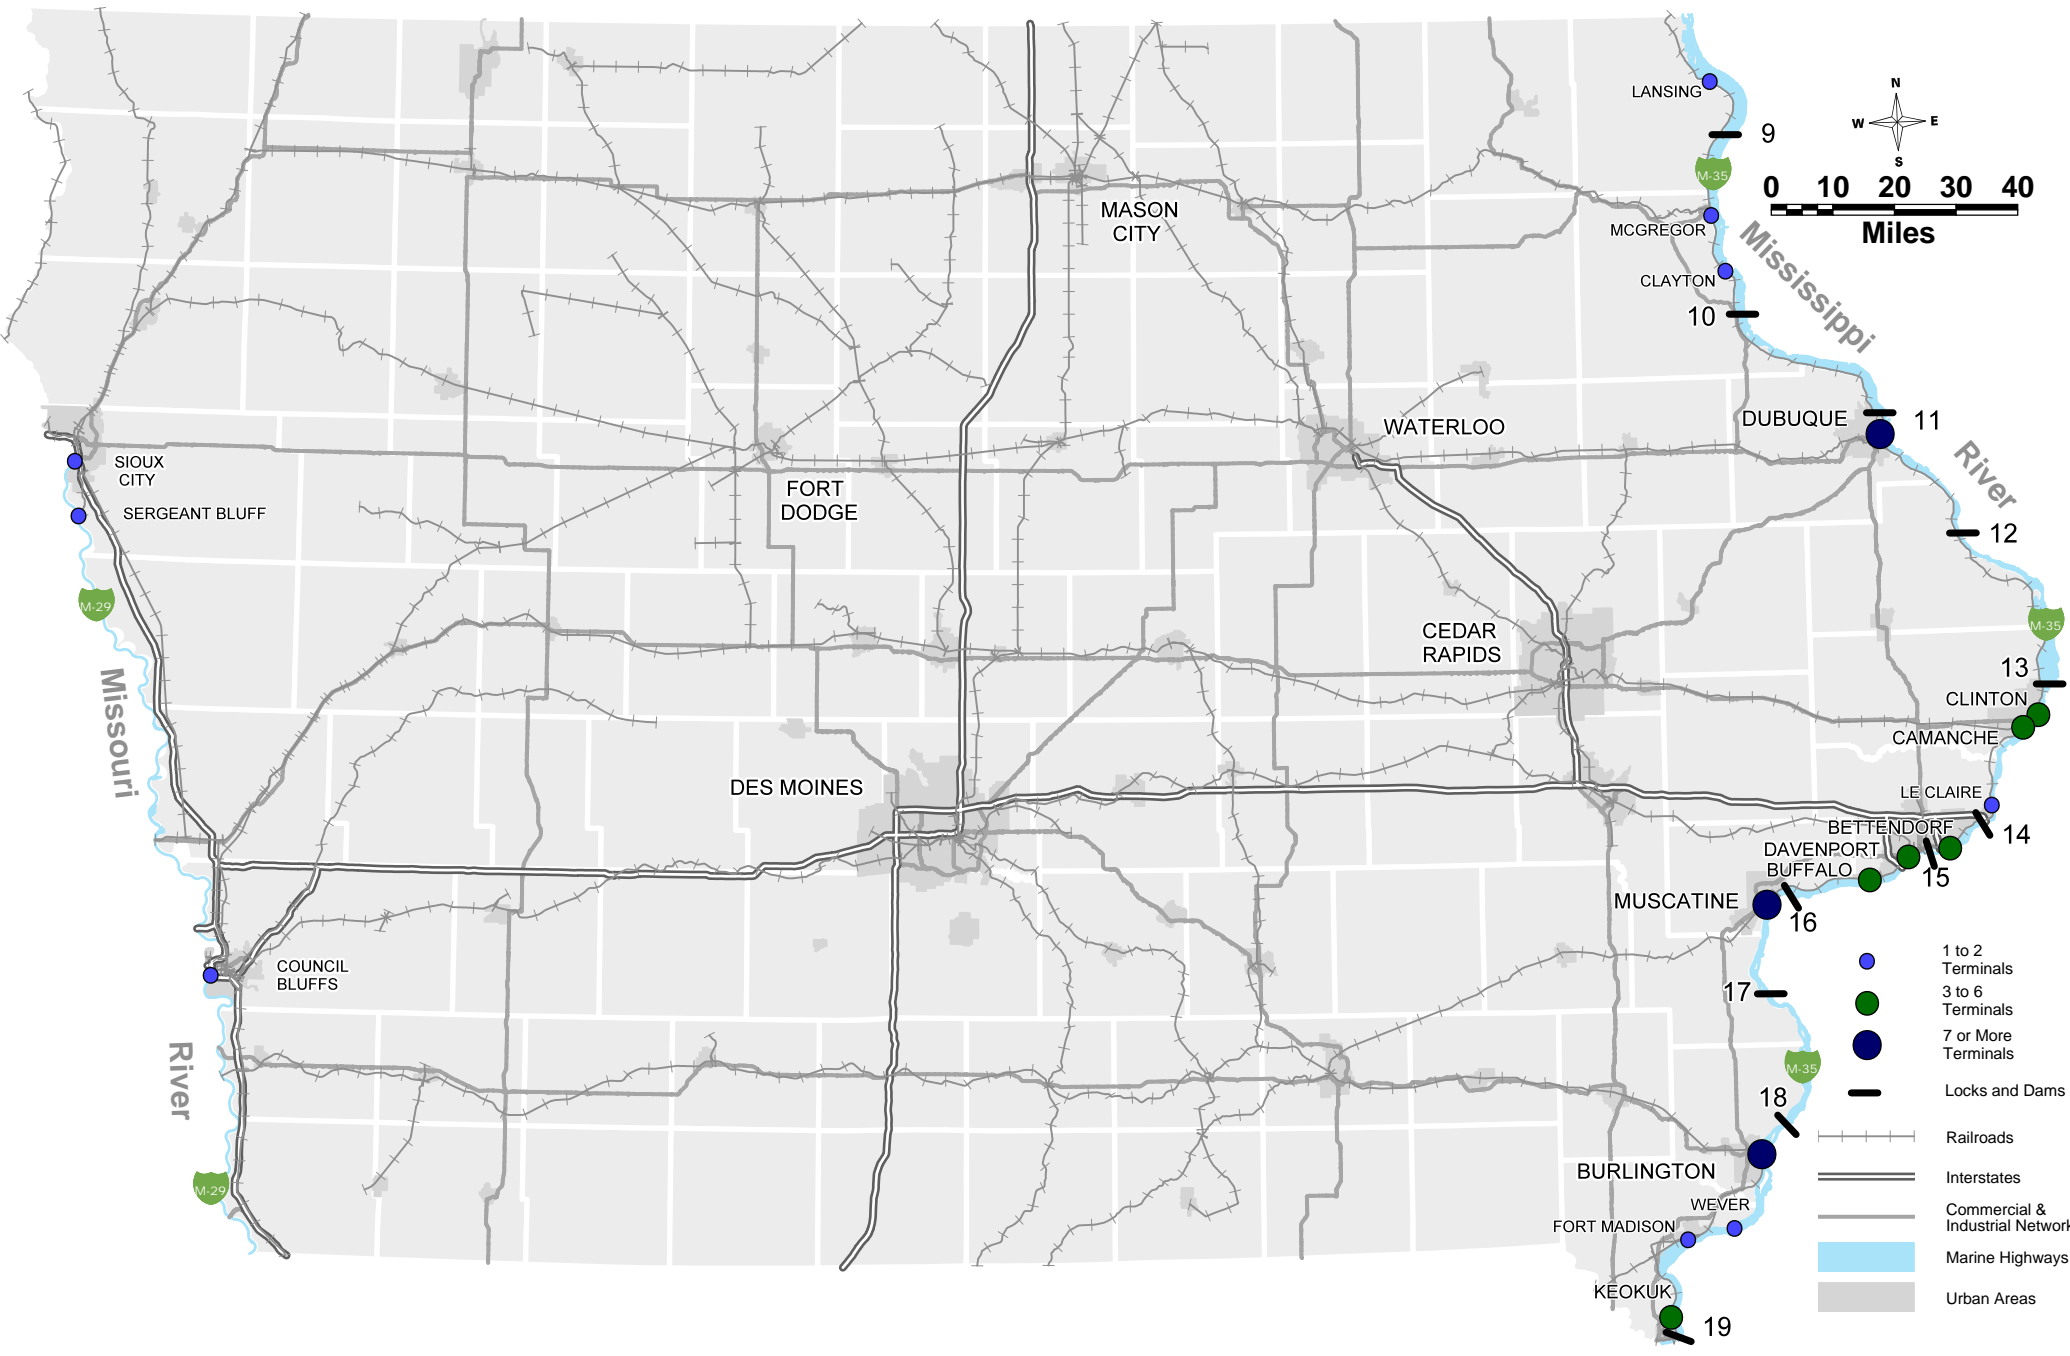 LANSING
9
N
W
E
S
M-35
0 10 20 30 40
Miles
MASON
CITY
MCGREGOR
Mississippi
CLAYTON
10
DUBUQUE
11
WATERLOO
River
SIOUX
CITY
FORT
DODGE
SERGEANT BLUFF
12
M-29
M-35
CEDAR
RAPIDS
13
Missouri
CLINTON
CAMANCHE
DES MOINES
LE CLAIRE
BETTENDORF
14
DAVENPORT
BUFFALO
15
MUSCATINE
16
1 to 2
Terminals
COUNCIL
BLUFFS
17
3 to 6
Terminals
7 or More
Terminals
River
M-35
18
Locks and Dams
Railroads
BURLINGTON
Interstates
M-29
WEVER
Commercial &
Industrial Network
FORT MADISON
Marine Highways
KEOKUK
Urban Areas
19